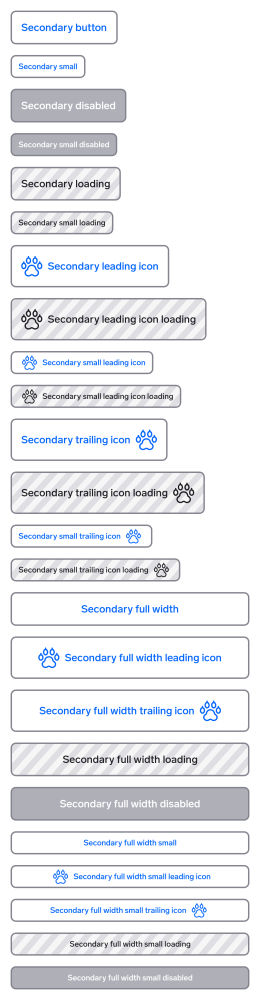 Secondary button
Secondary small
Secondary disabled
Secondary small disabled
Secondary loading
Secondary small loading
Secondary leading icon
Secondary leading icon loading
Secondary small leading icon
Secondary small leading icon loading
Secondary trailing icon
Secondary trailing icon loading
Secondary small trailing icon
Secondary small trailing icon loading
Secondary full width
Secondary full width leading icon
Secondary full width trailing icon
Secondary full width loading
Secondary full width disabled
Secondary full width small
Secondary full width small leading icon
Secondary full width small trailing icon
Secondary full width small loading
Secondary full width small disabled